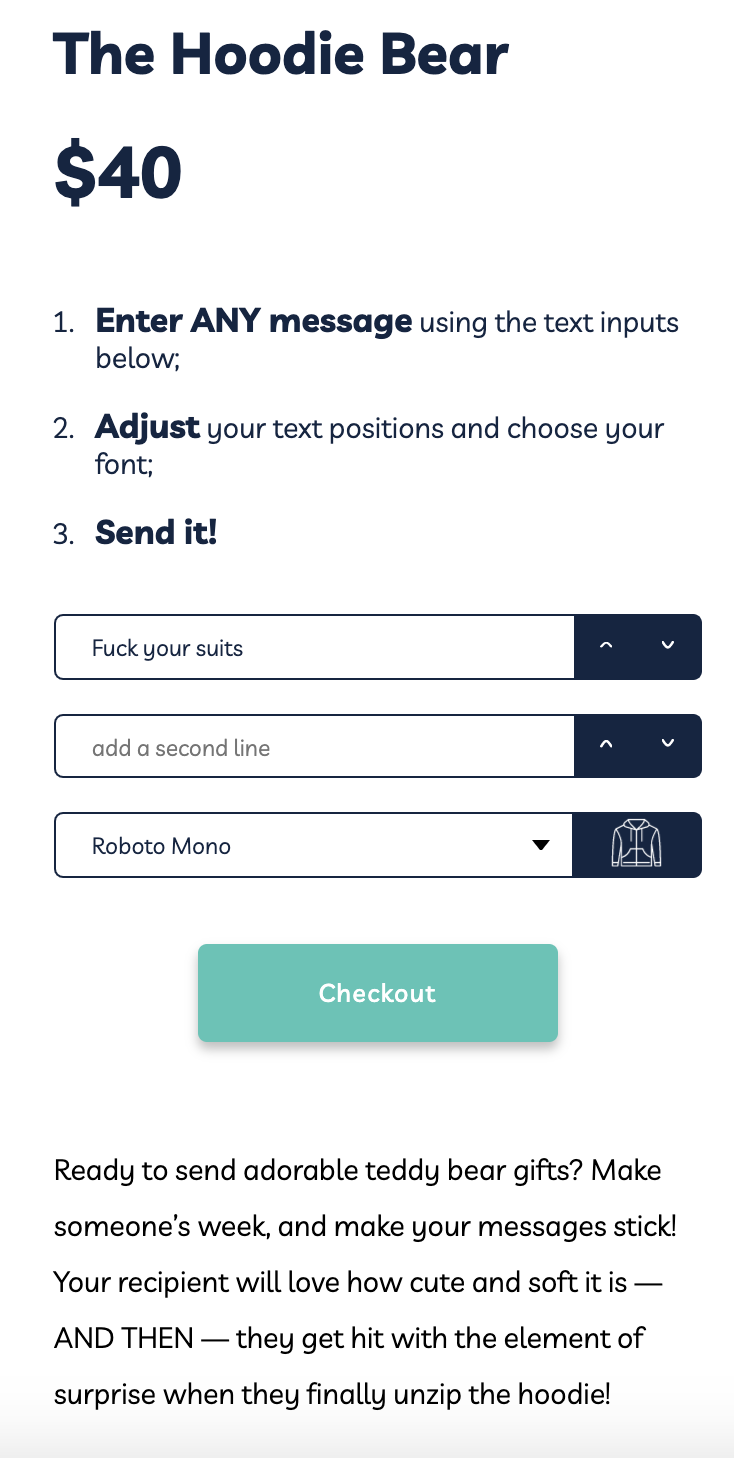 The Hoodie Bear
$40
1. Enter ANY message using the text inputs
below;
2. Adjust your text positions and choose your
font;
3. Send it!
Fuck your suits
add a second line
Roboto Mono
Checkout
Ready to send adorable teddy bear gifts? Make
someone’s week, and make your messages stick!
Your recipient will love how cute and soft it is —
AND THEN — they get hit with the element of
surprise when they finally unzip the hoodie!